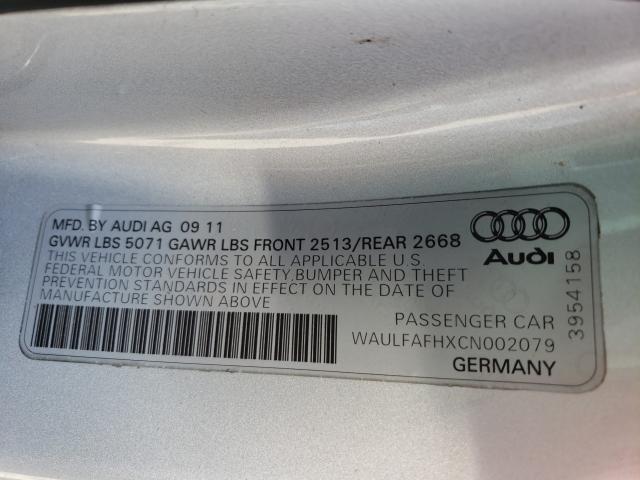 MFD. BY AUDI AG 09 11
GVWR LBS 5071 GAWR LBS FRONT 2513/REAR 2668
THIS VEHICLE CONFORMS TO ALL APPLICABLE U.S.
FEDERAL MOTOR VEHICLE SAFETY,BUMPER AND THEFT
PREVENTION STANDARDS IN EFFECT ON THE DATE OF
MANUFACTURE SHOWN ABOVE
Audi
PASSENGER CAR
WAULFAFHXCN002079
GERMANY
3954158